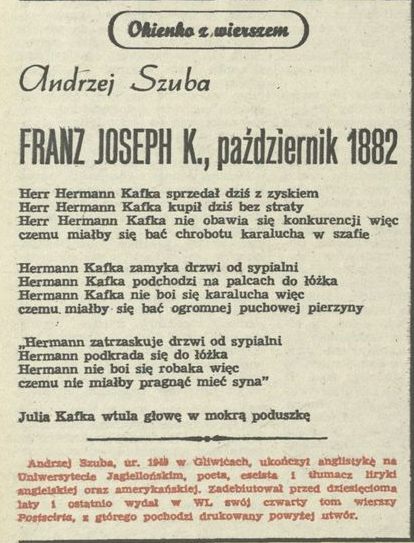 Okienko z wierszem
Andrzej Szuba
FRANZ JOSEPH K., październik 1882
Herr Hermann Kafka sprzedał dziś z zyskiem
Herr Hermann Kafka kupił dziś bez straty
Herr Hermann Kafka nie obawia się konkurencji więc
czemu miałby się bać chrobotu karalucha w szafie
Hermann Kafka zamyka drzwi od sypialni
Hermann Kafka podchodzi na palcach do łóżka
Hermann Kafka nie boi się karalucha więc
czemu miałby się bać ogromnej puchowej pierzyny
„Hermann zatrzaskuje drzwi od sypialni
Hermann podkrada się do łóżka
Hermann nie boi się robaka więc
czemu nie miałby pragnąć mieć syna”
Julia Kafka wtula głowę w mokrą poduszkę
Andrzej Szuba, ur. 1949 w Gliwicach, ukończył anglistykę na
Uniwersytecie Jagiellońskim, poeta, eseista i tłumacz liryki
angielskiej oraz amerykańskiej. Zadebiutował przed dziesięcioma
laty i ostatnio wydał w WL swój czwarty tom wierszy
Postscripta, z którego pochodzi drukowany powyżej utwór.